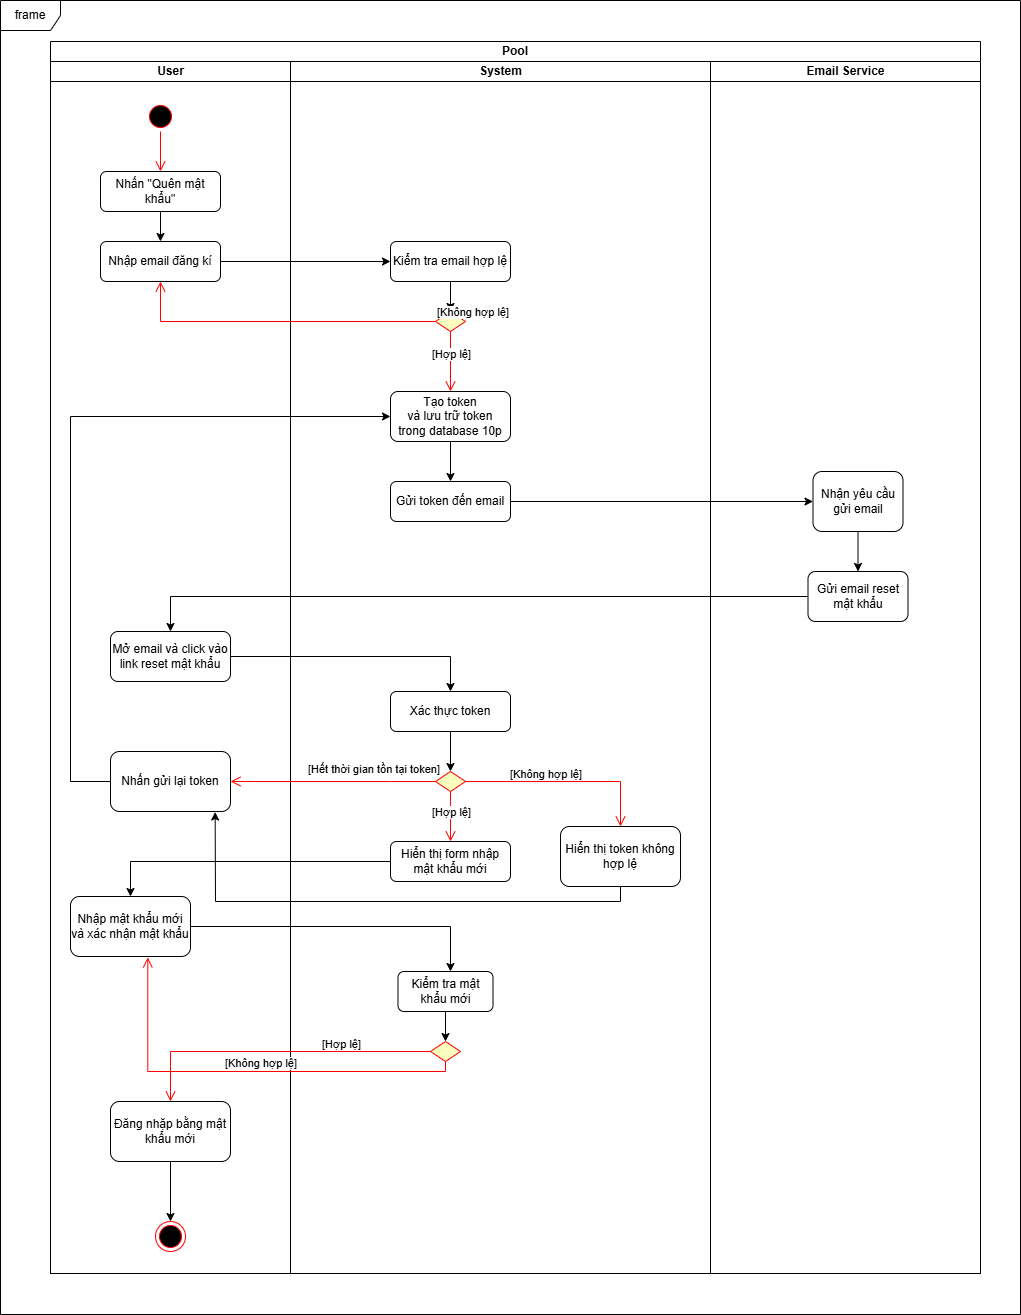 frame
Pool
User
System
Email Service
Nhấn "Quên mật
khẩu"
Nhập email đăng kí
Kiểm tra email hợp lệ
[Không hợp lệ]
[Hợp lệ]
Tạo token
và lưu trữ token
trong database 10p
Gửi token đến email
Nhận yêu cầu
gửi email
Gửi email reset
mật khẩu
Mở email và click vào
link reset mật khẩu
Xác thực token
[Hết thời gian tồn tại token]
[Không hợp lệ]
Nhấn gửi lại token
[Hợp lệ]
Hiển thị form nhập
mật khẩu mới
Hiển thị token không
hợp lệ
Nhập mật khẩu mới
và xác nhận mật khẩu
Kiểm tra mật
khẩu mới
[Hợp lệ]
[Không hợp lệ]
Đăng nhặp bằng mật
khẩu mới